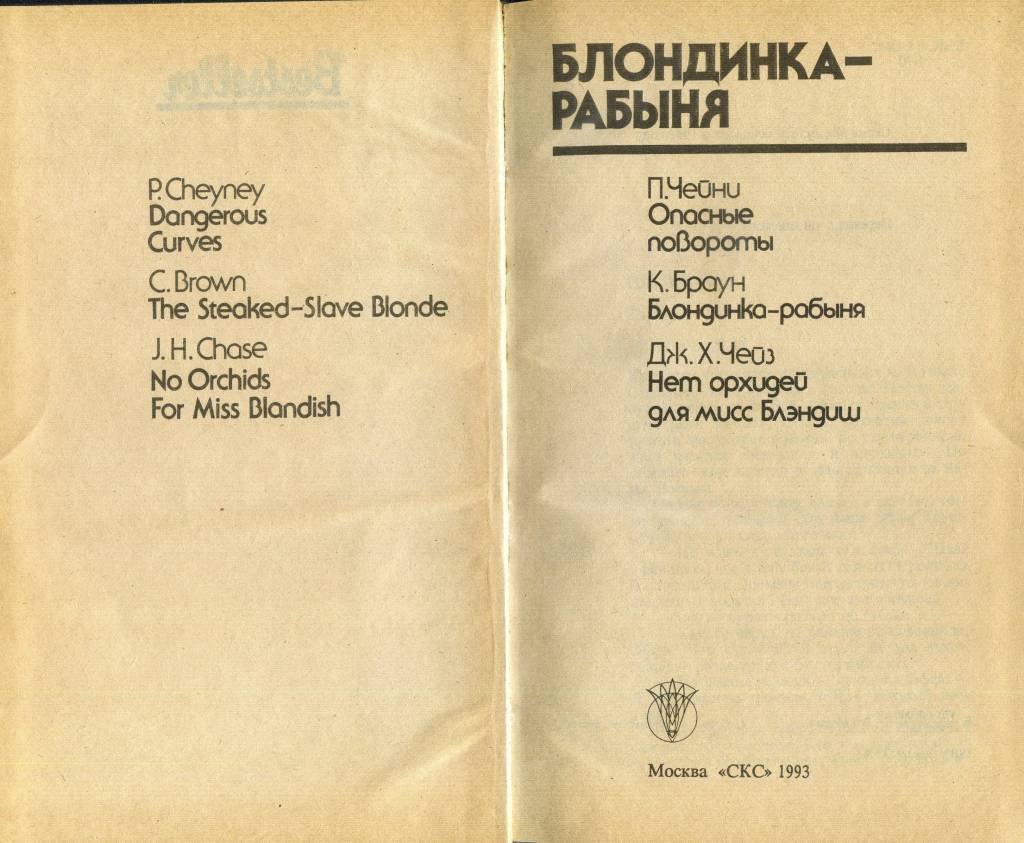 P. Cheyney
Dangerous
Curves
C. Brown
The Steaked-Slave Blonde
J. H. Chase
No Orchids
For Miss Blandish
БЛОНДИНКА-
РАБЫНЯ
П. Чейни
Опасные
повороты
К. Браун
Блондинка-рабыня
Дж. Х. Чейз
Нет орхидей
для мисс Блэндиш
Москва «СКС» 1993